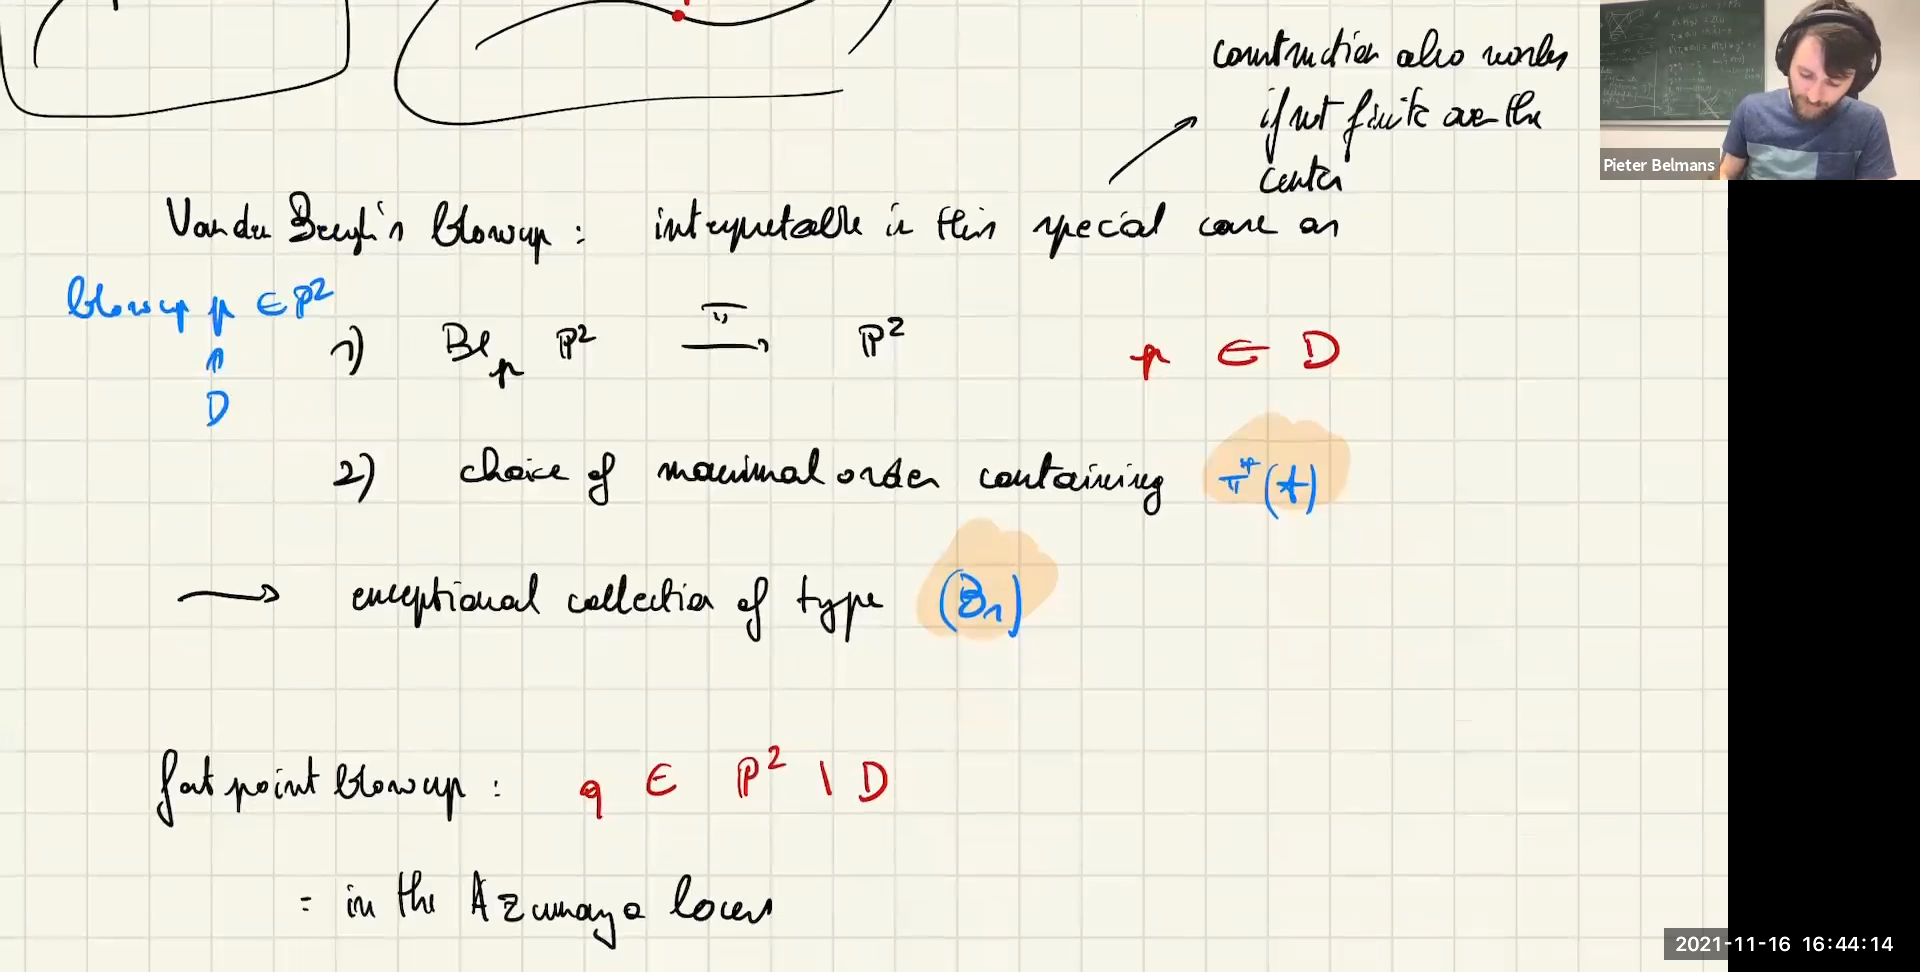 construction also works
if not finite over the
center
Pieter Belmans
Van den Bergh's blowup : interpretable in this special case as
blowup p ∈ ℙ²
∩
D
1) Bl_p ℙ² →^π ℙ² p ∈ D
2) choice of maximal order containing π*(A)
→ exceptional collection of type (B₁)
fat point blowup : q ∈ ℙ² \ D
= in the Azumaya locus
2021-11-16 16:44:14